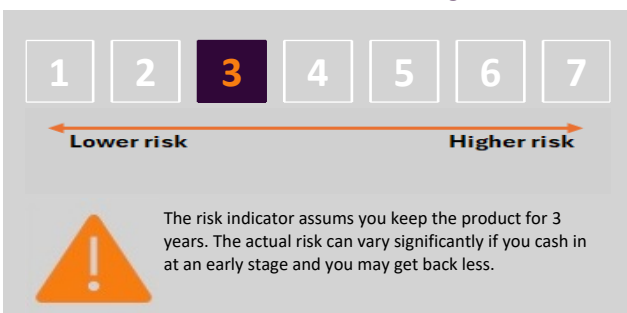 1 2 3 4 5 6 7
Lower risk Higher risk
The risk indicator assums you keep the product for 3
years. The actual risk can vary significantly if you cash in
at an early stage and you may get back less.